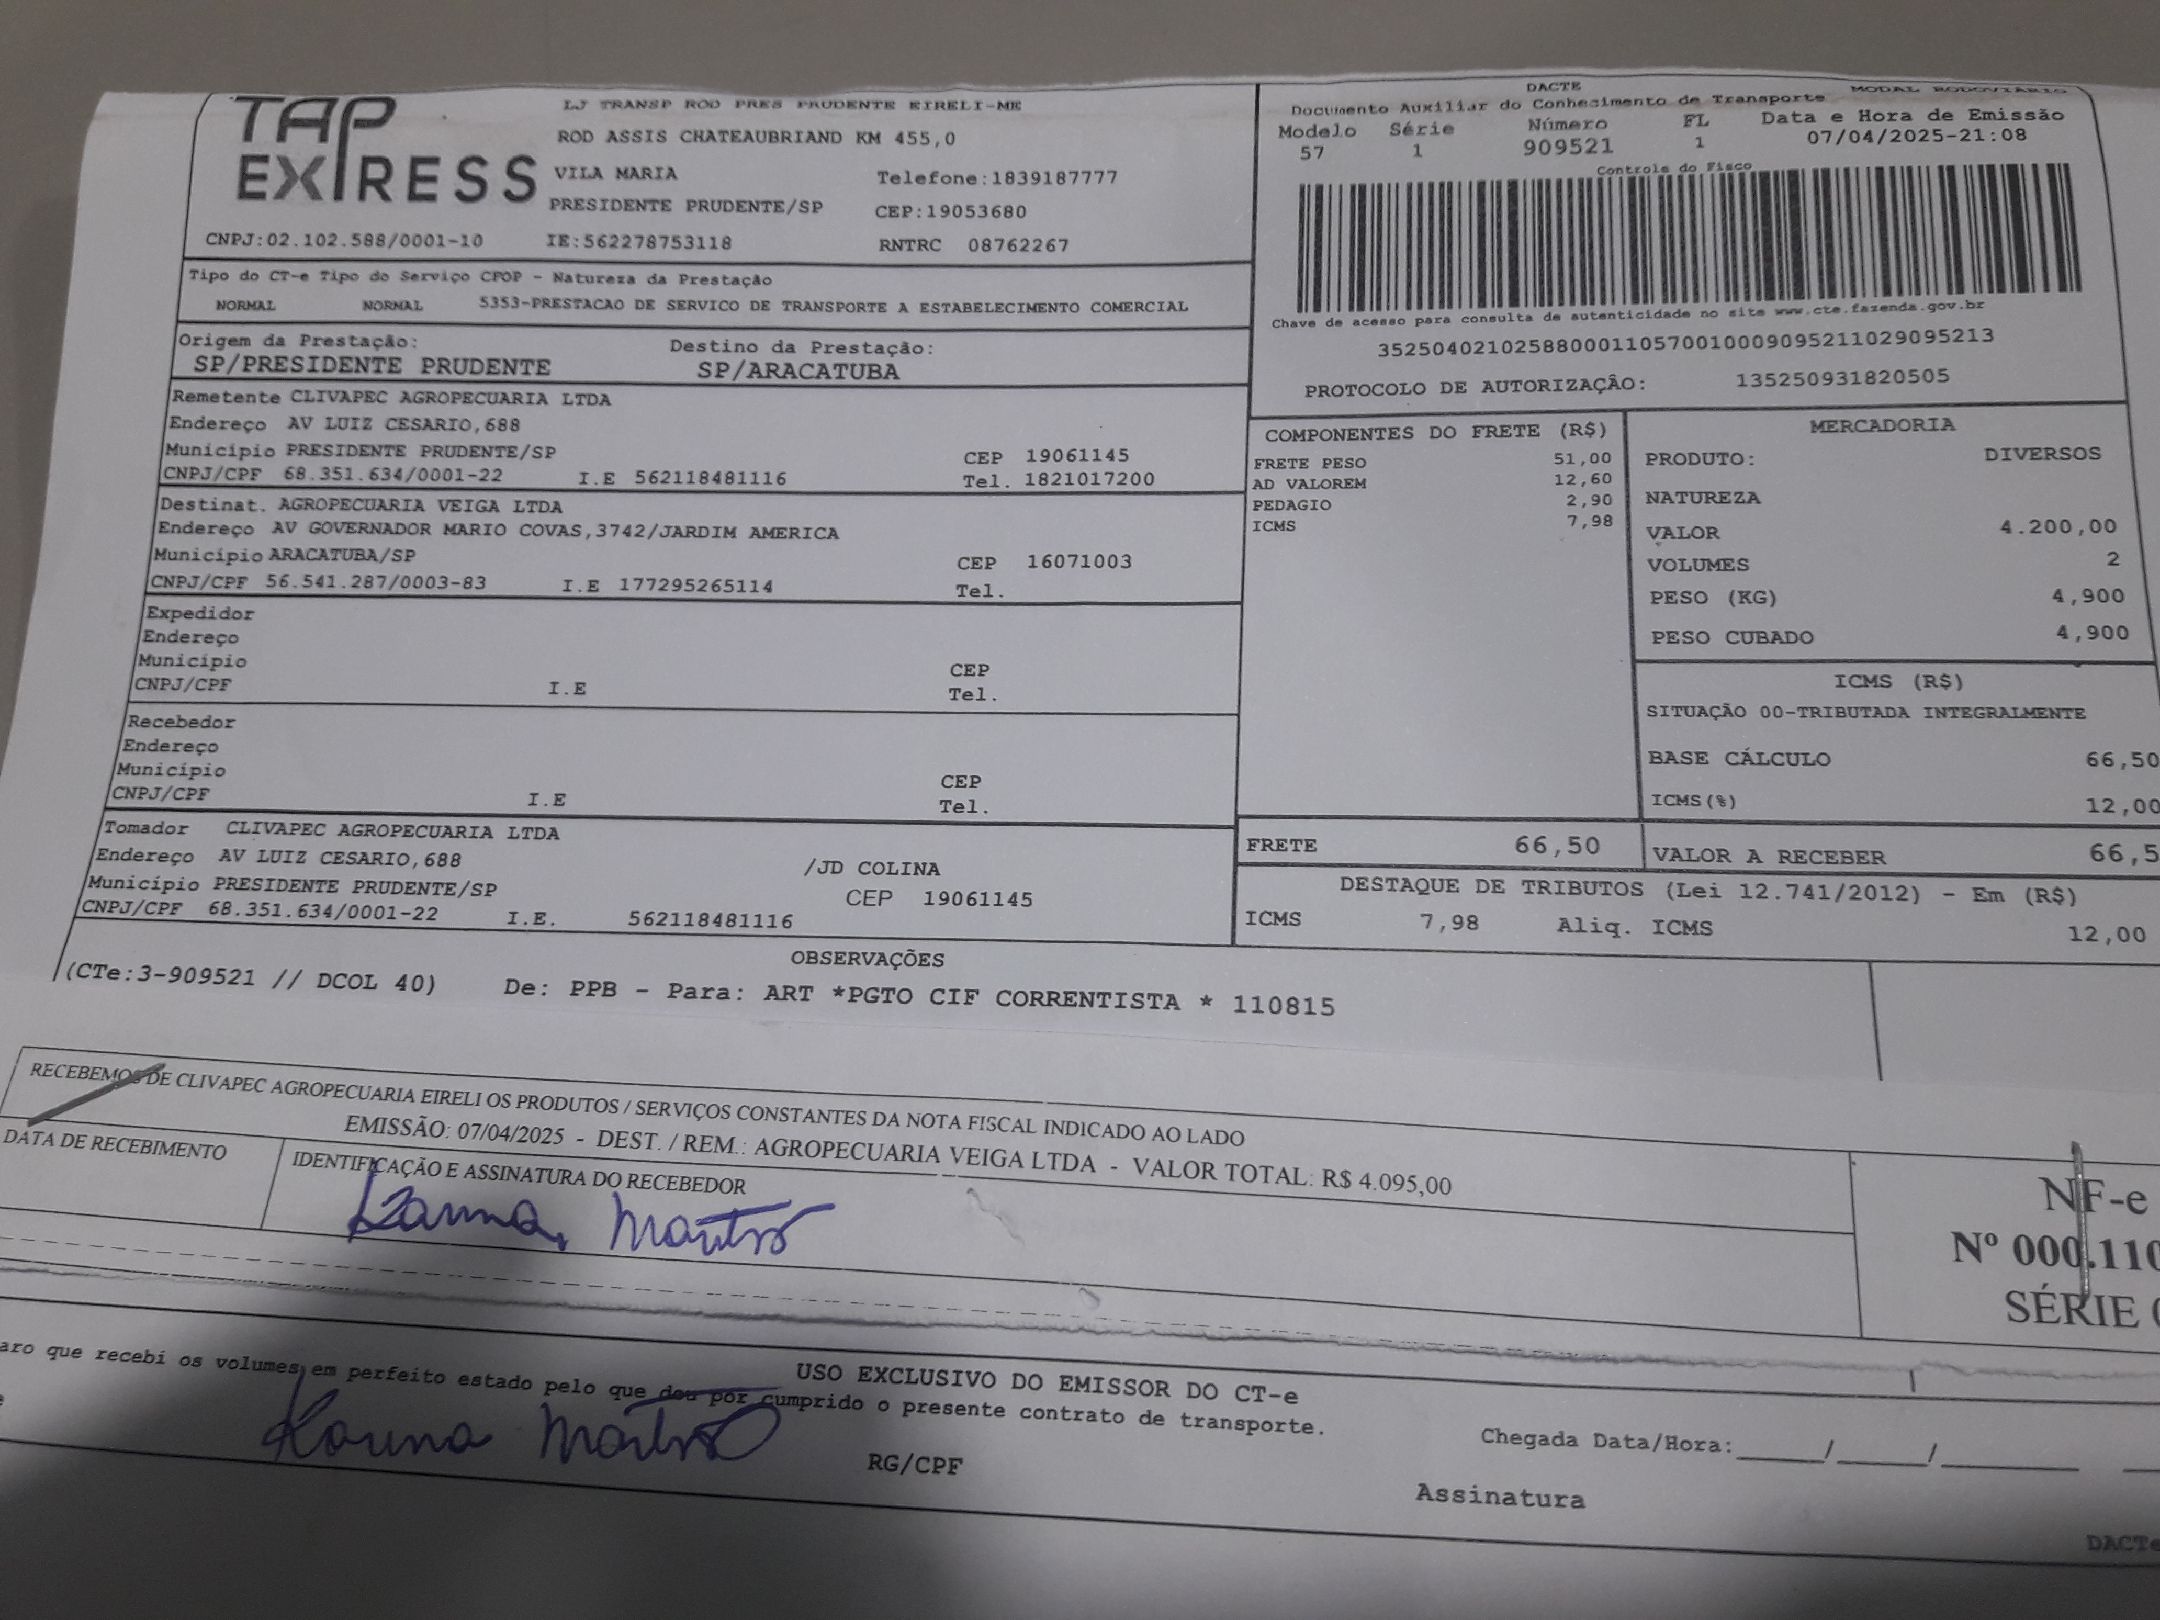 TAP EXPRESS
LJ TRANSP ROD PRES PRUDENTE EIRELI-ME
ROD ASSIS CHATEAUBRIAND KM 455,0
VILA MARIA Telefone:1839187777
PRESIDENTE PRUDENTE/SP CEP:19053680
CNPJ:02.102.588/0001-10 IE:562278753118 RNTRC 08762267
DACTE MODAL RODOVIÁRIO
Documento Auxiliar do Conhecimento de Transporte
Modelo Série Número FL Data e Hora de Emissão
57 1 909521 1 07/04/2025-21:08
Controle do Fisco
Chave de acesso para consulta de autenticidade no site www.cte.fazenda.gov.br
35250402102588000110570010009095211029095213
PROTOCOLO DE AUTORIZAÇÃO: 135250931820505
Tipo do CT-e Tipo do Serviço CFOP - Natureza da Prestação
NORMAL NORMAL 5353-PRESTACAO DE SERVICO DE TRANSPORTE A ESTABELECIMENTO COMERCIAL
Origem da Prestação: Destino da Prestação:
SP/PRESIDENTE PRUDENTE SP/ARACATUBA
Remetente CLIVAPEC AGROPECUARIA LTDA
Endereço AV LUIZ CESARIO,688
Município PRESIDENTE PRUDENTE/SP CEP 19061145
CNPJ/CPF 68.351.634/0001-22 I.E 562118481116 Tel. 1821017200
Destinat. AGROPECUARIA VEIGA LTDA
Endereço AV GOVERNADOR MARIO COVAS,3742/JARDIM AMERICA
Município ARACATUBA/SP CEP 16071003
CNPJ/CPF 56.541.287/0003-83 I.E 177295265114 Tel.
Expedidor
Endereço
Município CEP
CNPJ/CPF I.E Tel.
Recebedor
Endereço
Município CEP
CNPJ/CPF I.E Tel.
Tomador CLIVAPEC AGROPECUARIA LTDA
Endereço AV LUIZ CESARIO,688 /JD COLINA
Município PRESIDENTE PRUDENTE/SP CEP 19061145
CNPJ/CPF 68.351.634/0001-22 I.E. 562118481116
COMPONENTES DO FRETE (R$)
FRETE PESO 51,00
AD VALOREM 12,60
PEDAGIO 2,90
ICMS 7,98
MERCADORIA
PRODUTO: DIVERSOS
NATUREZA
VALOR 4.200,00
VOLUMES 2
PESO (KG) 4,900
PESO CUBADO 4,900
ICMS (R$)
SITUAÇÃO 00-TRIBUTADA INTEGRALMENTE
BASE CÁLCULO 66,50
ICMS(%) 12,00
FRETE 66,50 VALOR A RECEBER 66,5
DESTAQUE DE TRIBUTOS (Lei 12.741/2012) - Em (R$)
ICMS 7,98 Aliq. ICMS 12,00
OBSERVAÇÕES
(CTe:3-909521 // DCOL 40) De: PPB - Para: ART *PGTO CIF CORRENTISTA * 110815
RECEBEMOS DE CLIVAPEC AGROPECUARIA EIRELI OS PRODUTOS / SERVIÇOS CONSTANTES DA NOTA FISCAL INDICADO AO LADO
EMISSÃO: 07/04/2025 - DEST. / REM.: AGROPECUARIA VEIGA LTDA - VALOR TOTAL: R$ 4.095,00
DATA DE RECEBIMENTO IDENTIFICAÇÃO E ASSINATURA DO RECEBEDOR
NF-e
Nº 000.110
SÉRIE
USO EXCLUSIVO DO EMISSOR DO CT-e
aro que recebi os volumes em perfeito estado pelo que dou por cumprido o presente contrato de transporte.
Chegada Data/Hora:_____/_____/_____
RG/CPF
Assinatura
DACTe